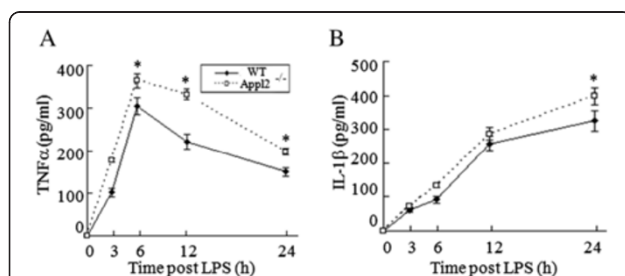 A
TNFα (pg/ml)
400
300
200
100
0
WT
Appl2 -/-
*
*
*
0 3 6 12 24
Time post LPS (h)
B
IL-1β (pg/ml)
500
400
300
200
100
0
*
0 3 6 12 24
Time post LPS (h)